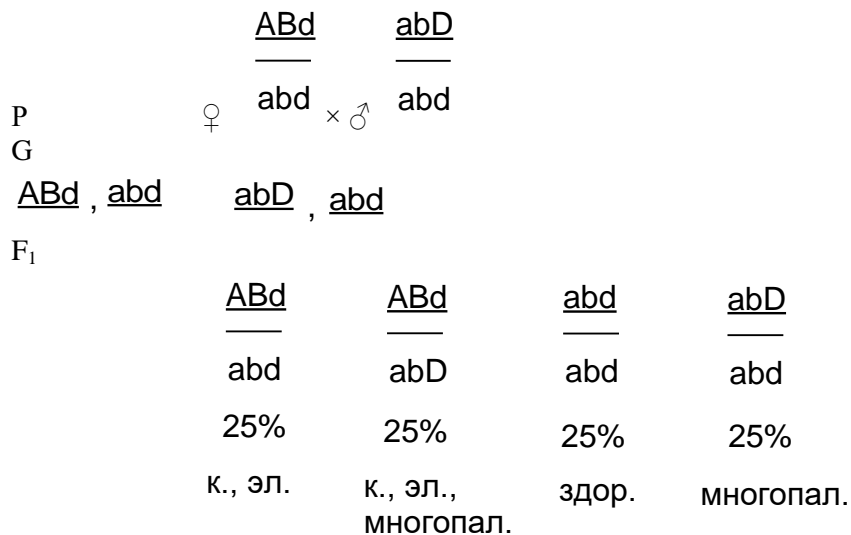 ABd abD
abd abd
P ♀ × ♂
G
ABd , abd abD , abd
F₁
ABd ABd abd abD
abd abD abd abd
25% 25% 25% 25%
к., эл. к., эл., здор. многопал.
многопал.